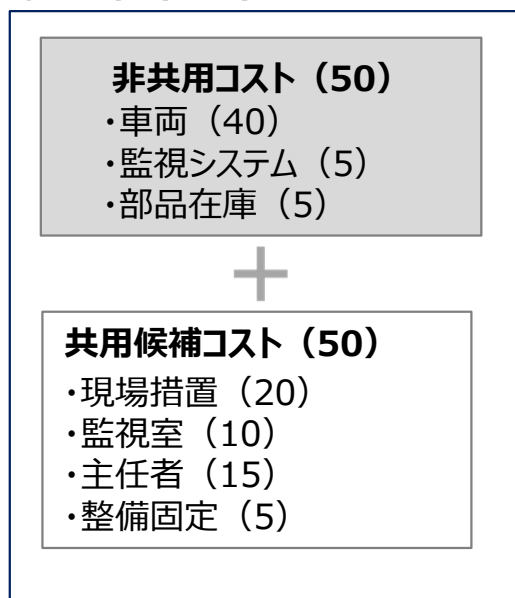 非共用コスト（50）
・車両（40）
・監視システム（5）
・部品在庫（5）
＋
共用候補コスト（50）
・現場措置（20）
・監視室（10）
・主任者（15）
・整備固定（5）